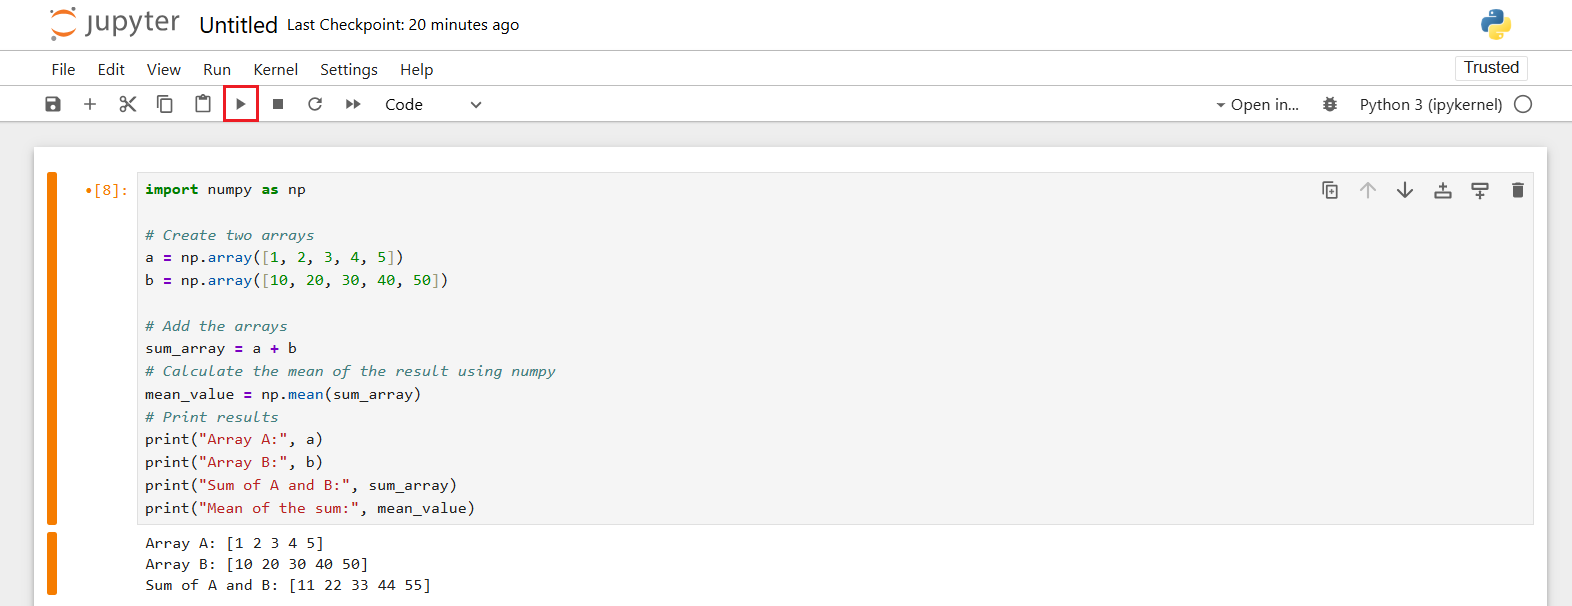 jupyter Untitled Last Checkpoint: 20 minutes ago
File Edit View Run Kernel Settings Help
Trusted
Code
Open in...
Python 3 (ipykernel)
•[8]:
import numpy as np
# Create two arrays
a = np.array([1, 2, 3, 4, 5])
b = np.array([10, 20, 30, 40, 50])
# Add the arrays
sum_array = a + b
# Calculate the mean of the result using numpy
mean_value = np.mean(sum_array)
# Print results
print("Array A:", a)
print("Array B:", b)
print("Sum of A and B:", sum_array)
print("Mean of the sum:", mean_value)
Array A: [1 2 3 4 5]
Array B: [10 20 30 40 50]
Sum of A and B: [11 22 33 44 55]